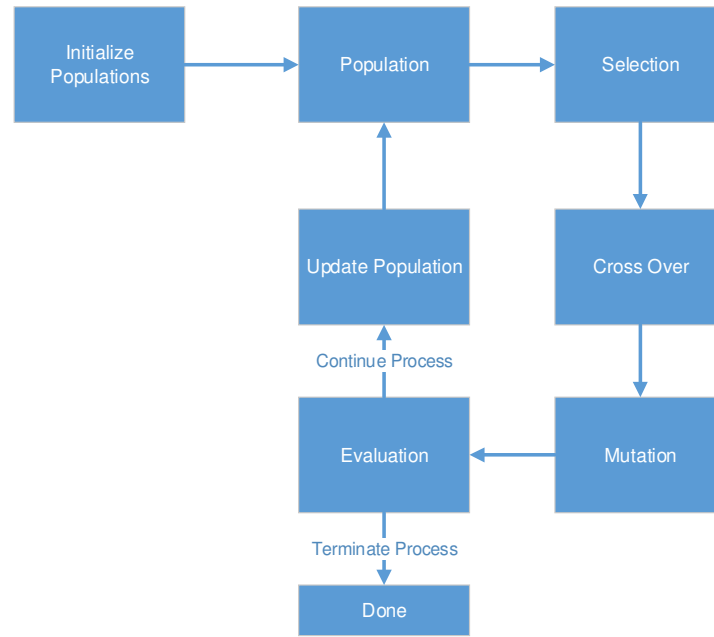 Initialize
Populations
Population
Selection
Update Population
Cross Over
Continue Process
Evaluation
Mutation
Terminate Process
Done